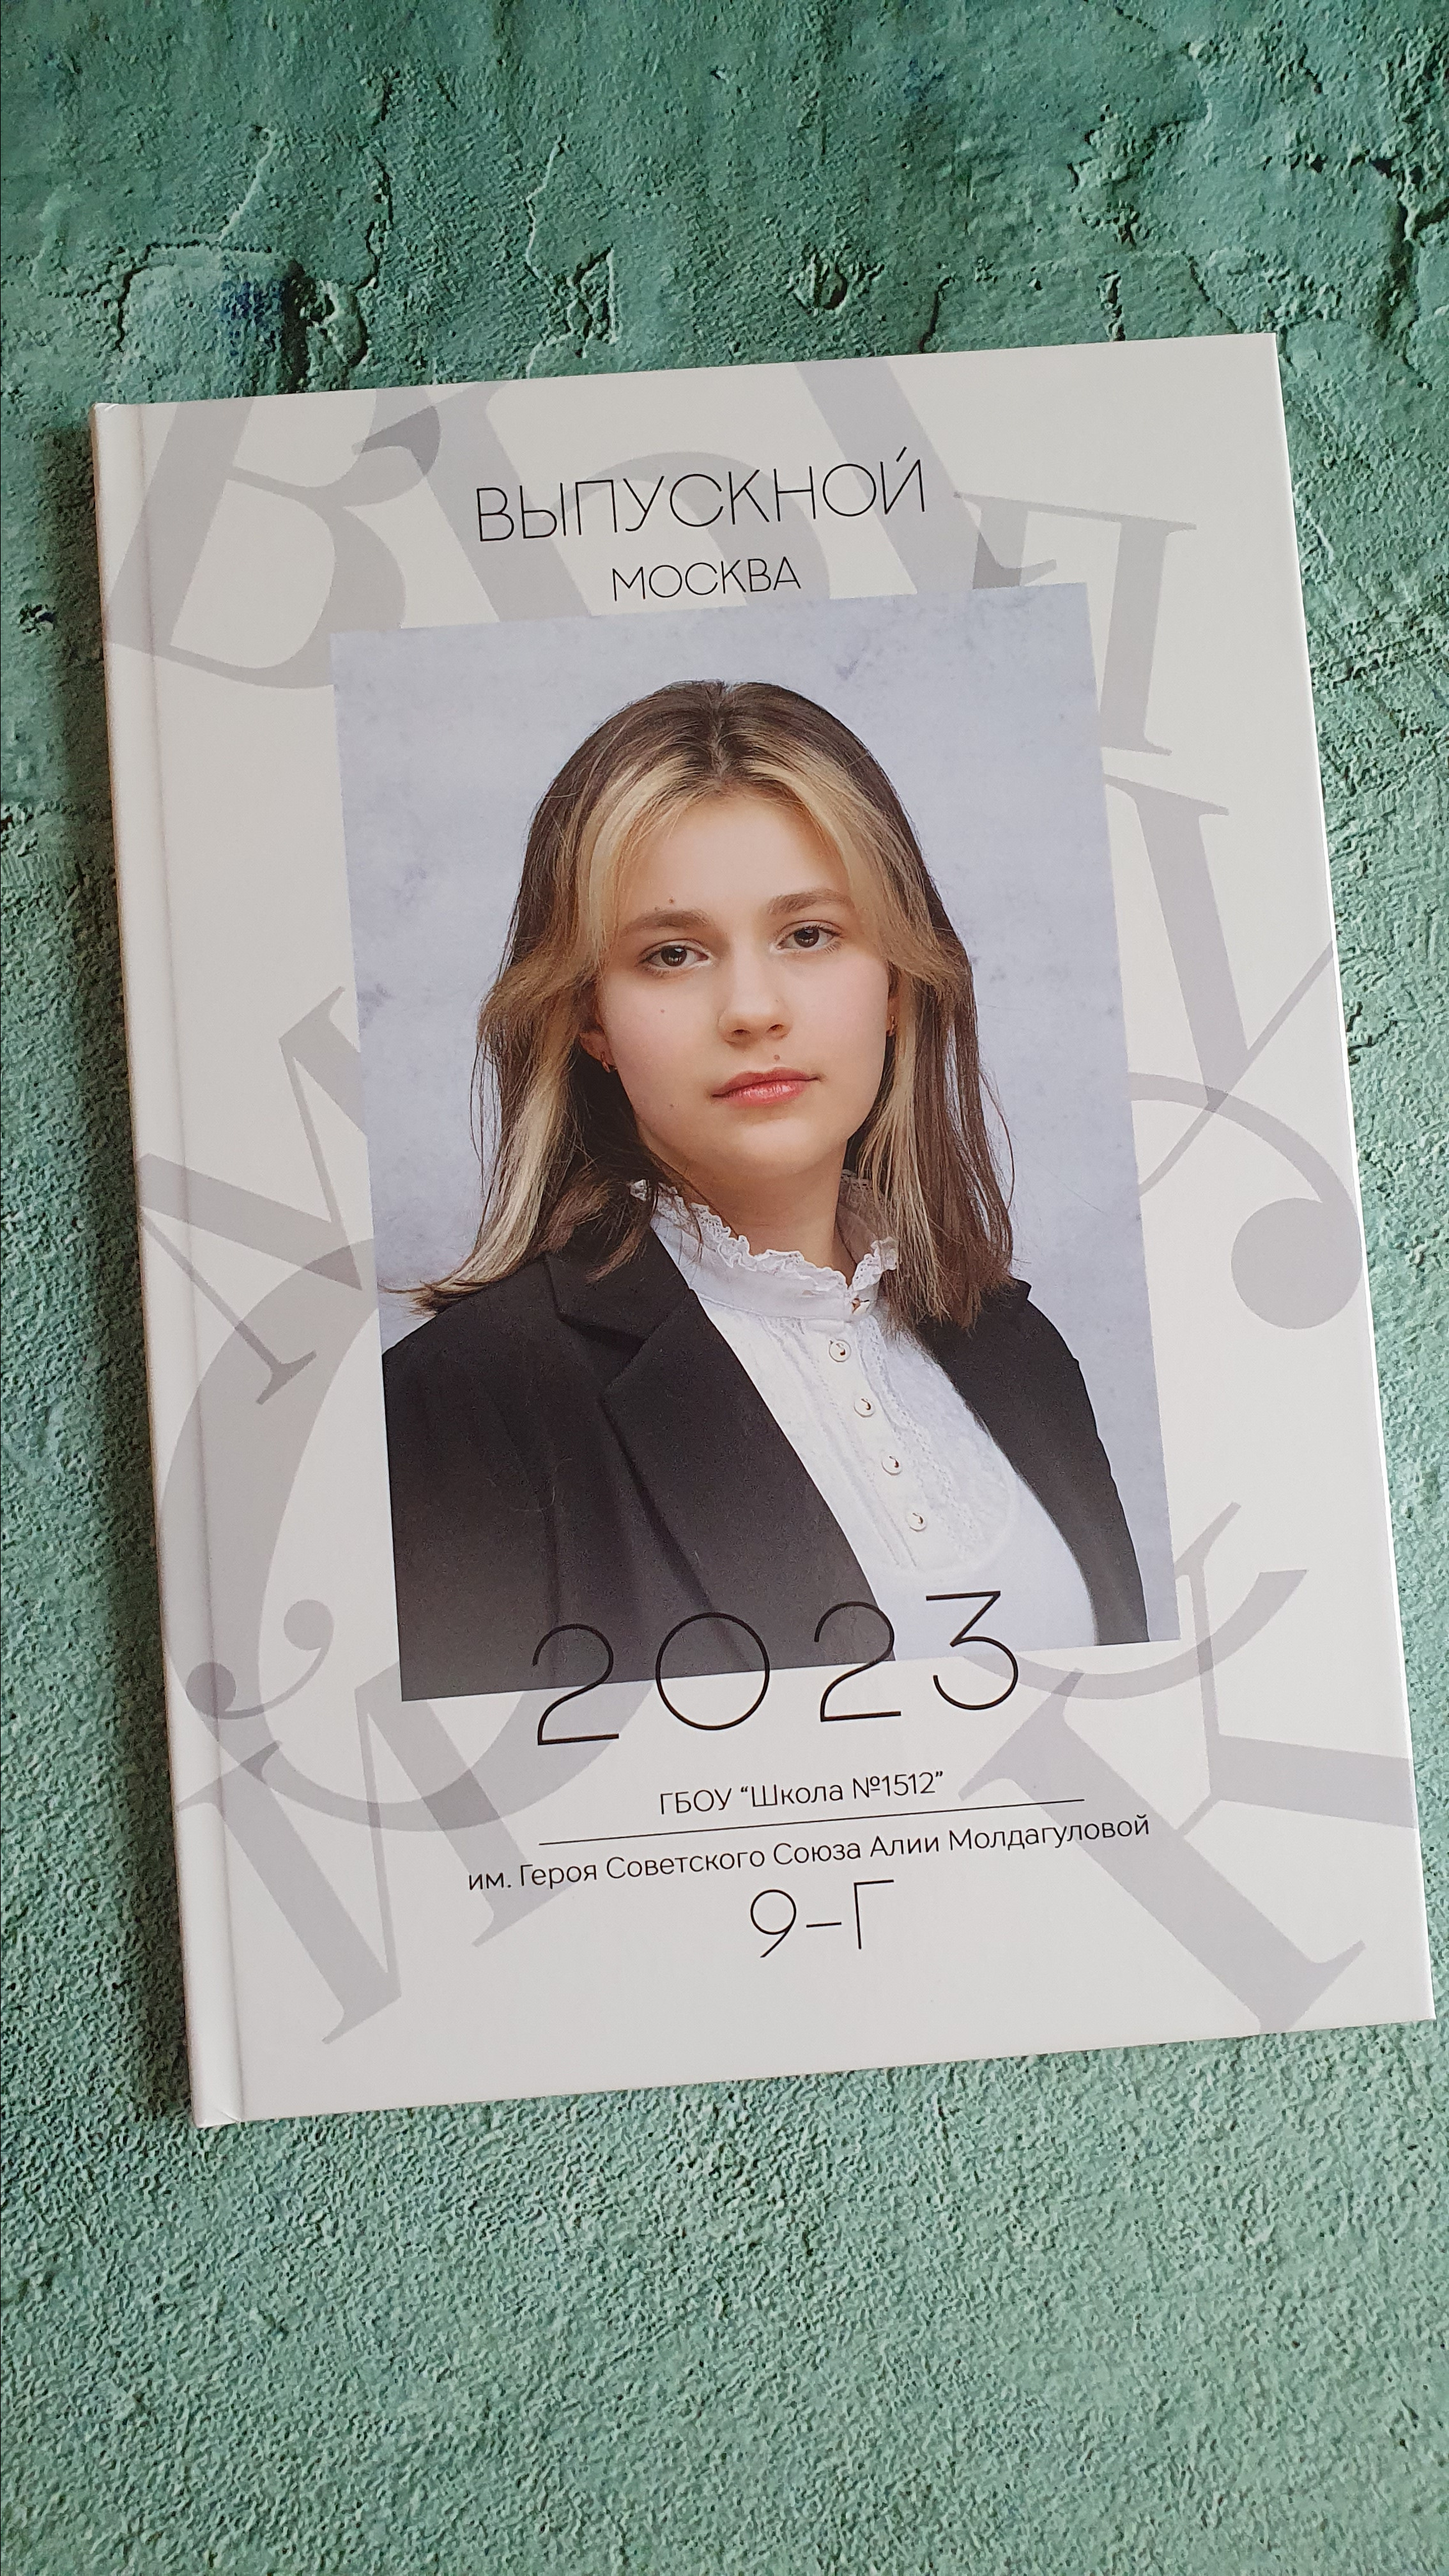 ВЫПУСКНОЙ
МОСКВА
2023
ГБОУ “Школа №1512”
им. Героя Советского Союза Алии Молдагуловой
9-Г